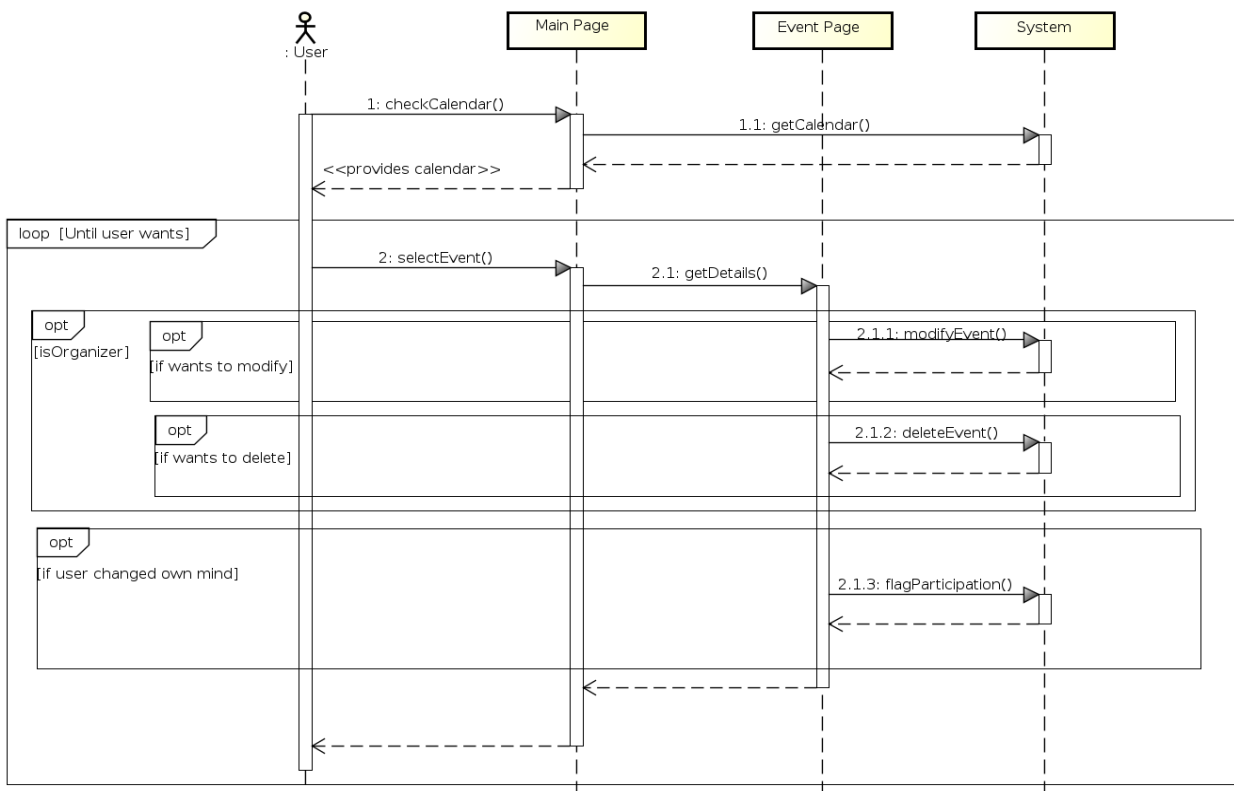 : User
Main Page
Event Page
System
1: checkCalendar()
1.1: getCalendar()
<<provides calendar>>
loop [Until user wants]
2: selectEvent()
2.1: getDetails()
opt
[isOrganizer]
opt
[if wants to modify]
2.1.1: modifyEvent()
opt
[if wants to delete]
2.1.2: deleteEvent()
opt
[if user changed own mind]
2.1.3: flagParticipation()